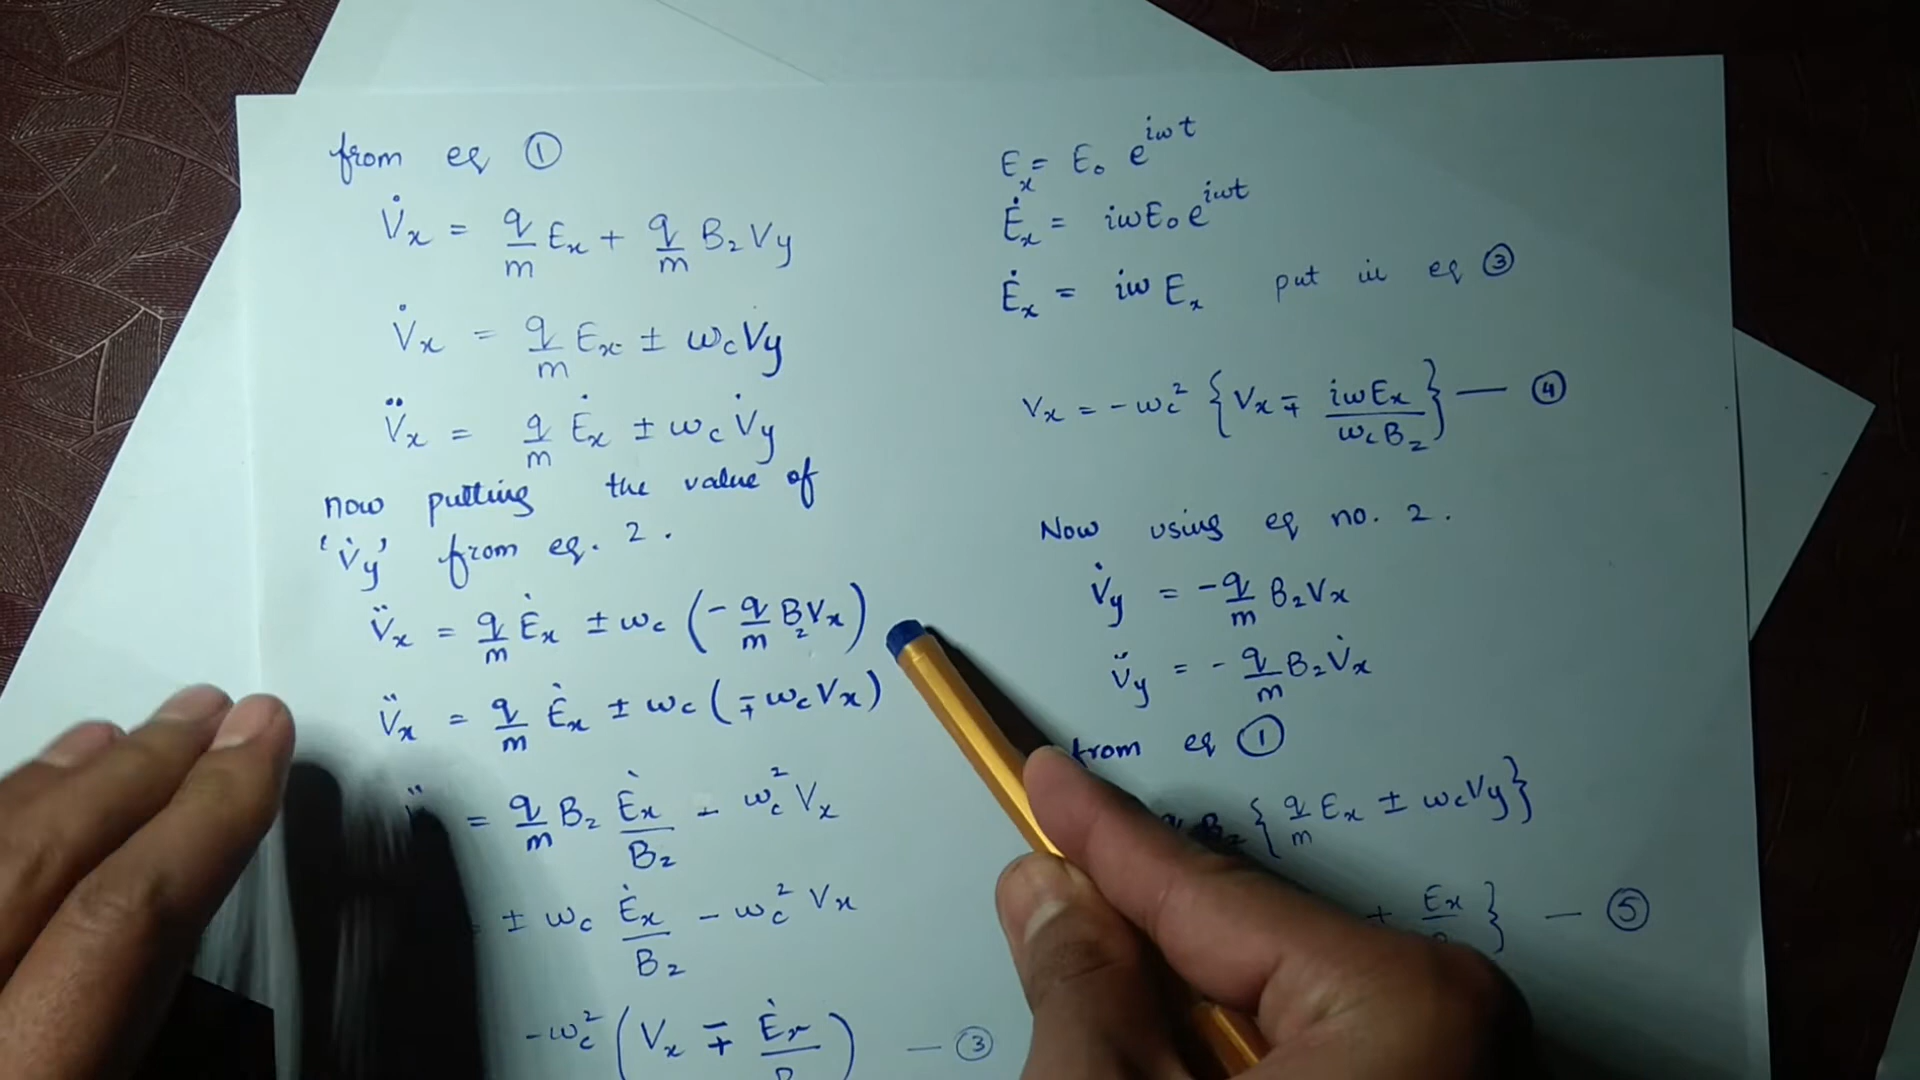 from eq ①
V̇x = q/m Ex + q/m Bz Vy
V̇x = q/m Ex ± ωc Vy
V̈x = q/m Ėx ± ωc V̇y
now putting the value of
'V̇y' from eq. 2.
V̈x = q/m Ėx ± ωc (- q/m Bz Vx)
V̈x = q/m Ėx ± ωc (∓ ωc Vx)
= q/m Bz Ėx/Bz - ωc² Vx
= ± ωc Ėx/Bz - ωc² Vx
-ωc² (Vx ∓ Ėx/ ) — ③
Ex = E₀ e^iωt
Ėx = iωE₀ e^iωt
Ėx = iω Ex put in eq ③
Vx = -ωc² {Vx ∓ iωEx/ωcBz} — ④
Now using eq no. 2.
V̇y = -q/m Bz Vx
V̈y = - q/m Bz V̇x
from eq ①
Bz {q/m Ex ± ωc Vy}
+ Ex/ } — ⑤